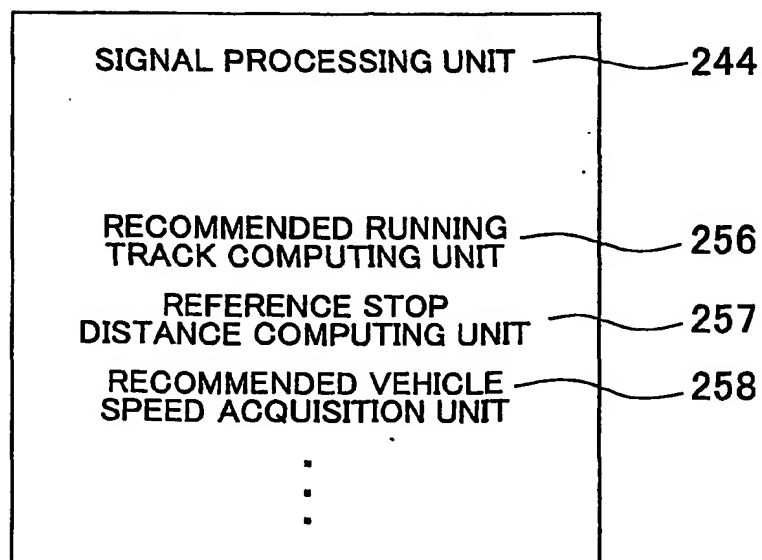 SIGNAL PROCESSING UNIT 244
RECOMMENDED RUNNING
TRACK COMPUTING UNIT 256
REFERENCE STOP
DISTANCE COMPUTING UNIT 257
RECOMMENDED VEHICLE
SPEED ACQUISITION UNIT 258